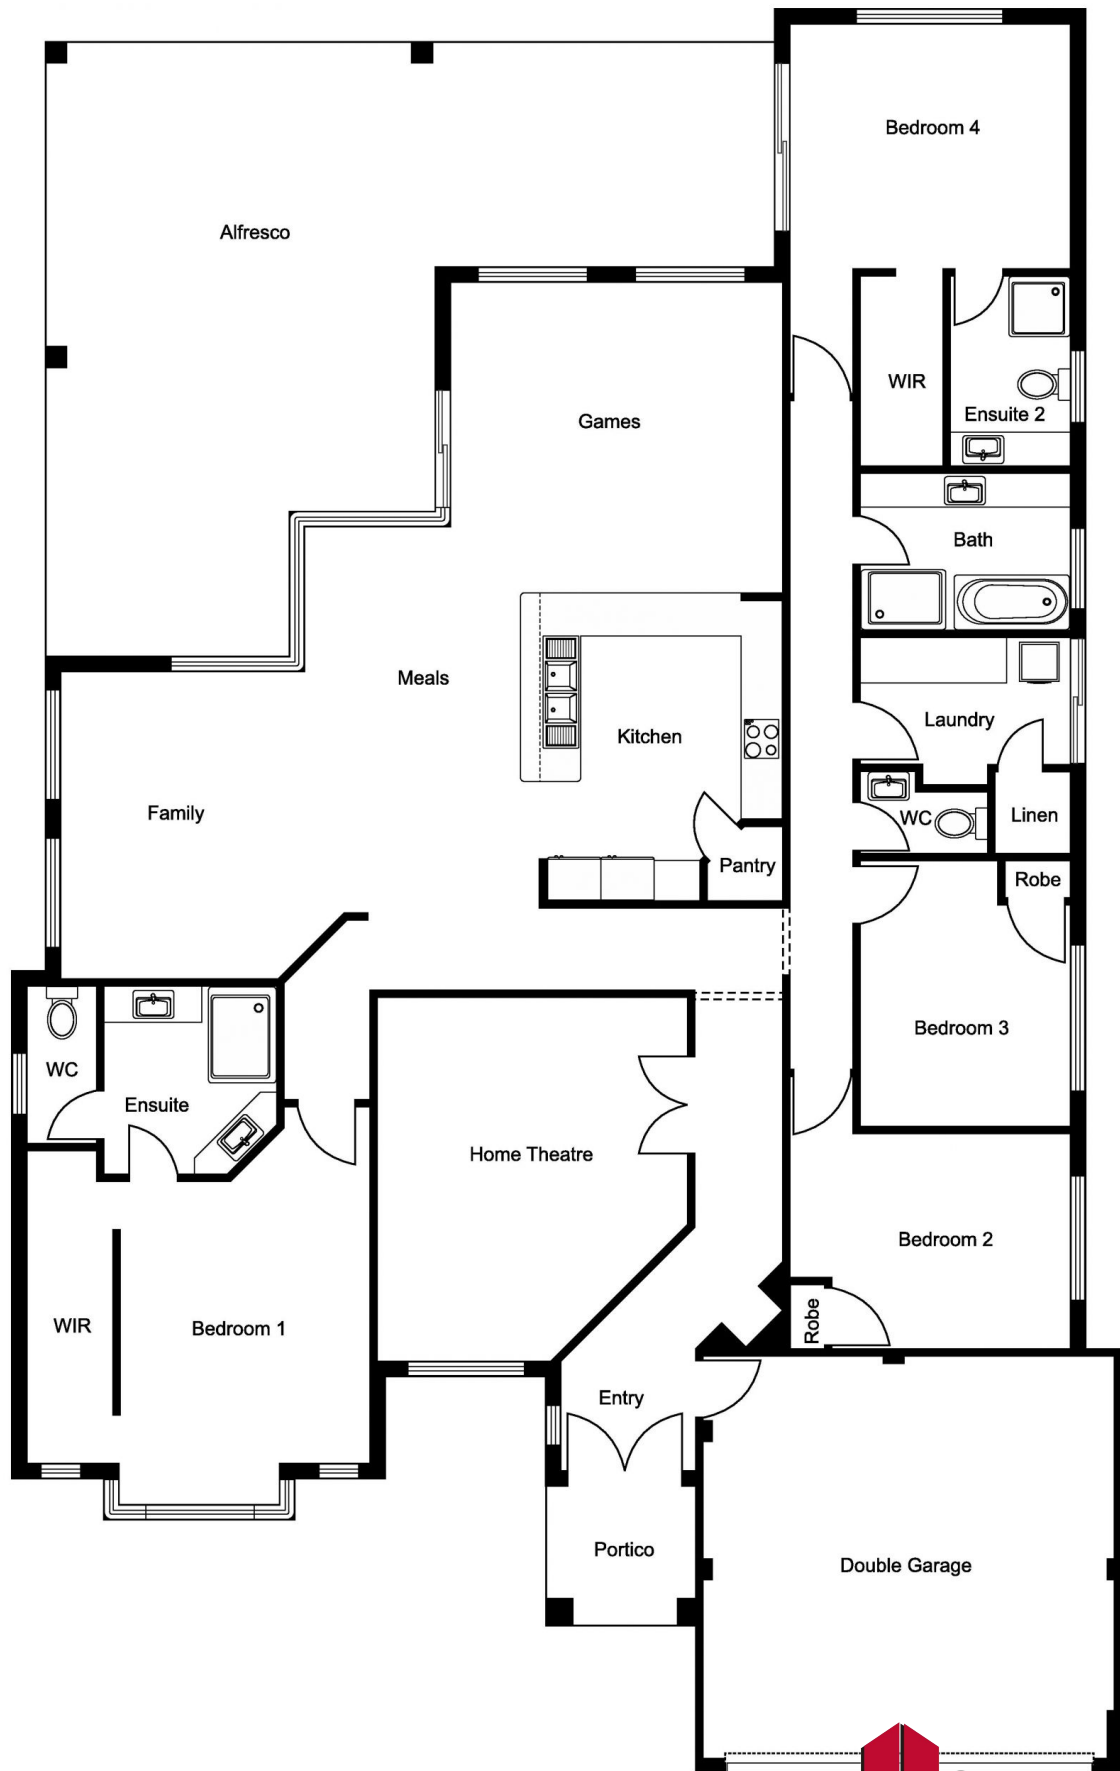 Bedroom 4
Alfresco
WIR
Ensuite 2
Games
Bath
Meals
Kitchen
Laundry
Family
WC
Linen
Pantry
Robe
Bedroom 3
WC
Ensuite
Home Theatre
Bedroom 2
WIR
Bedroom 1
Robe
Entry
Portico
Double Garage